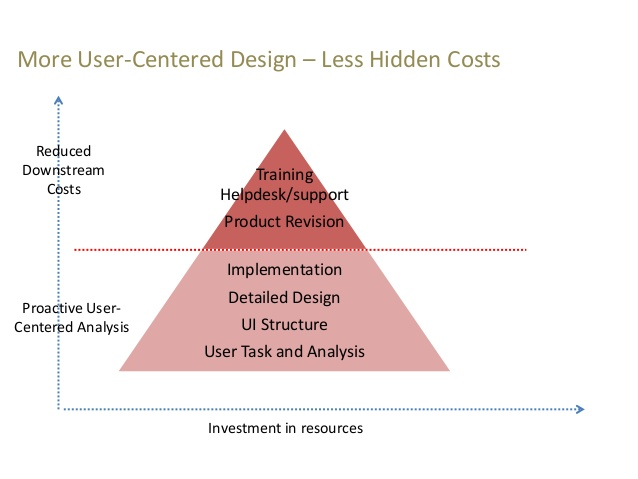 More User-Centered Design – Less Hidden Costs
Reduced
Downstream
Costs
Training
Helpdesk/support
Product Revision
Implementation
Detailed Design
UI Structure
User Task and Analysis
Proactive User-
Centered Analysis
Investment in resources